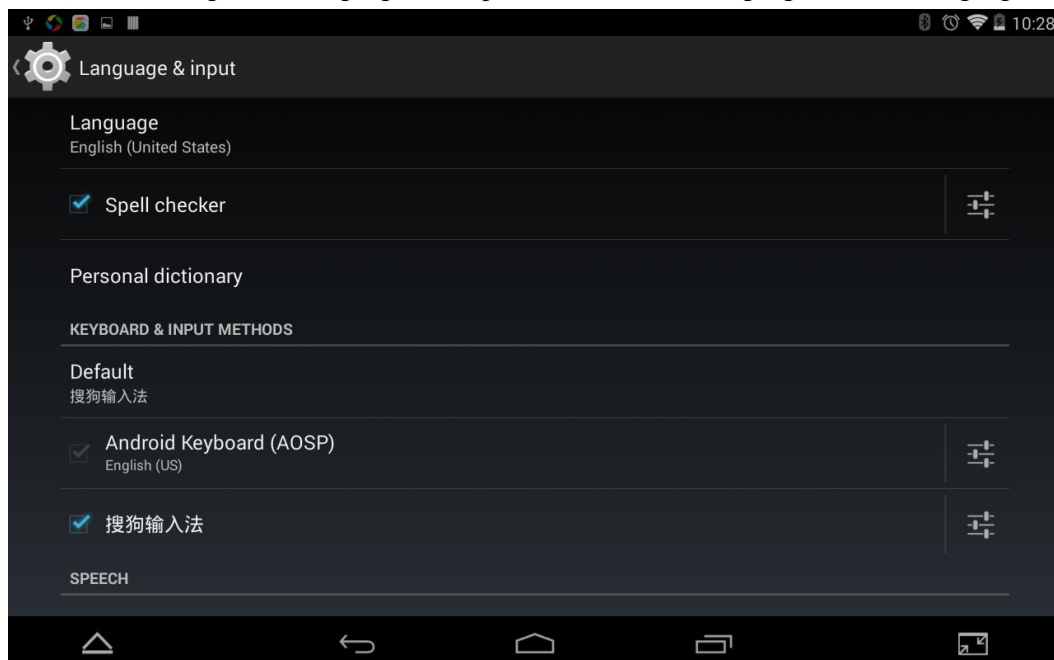 10:28
Language & input
Language
English (United States)
Spell checker
Personal dictionary
KEYBOARD & INPUT METHODS
Default
搜狗输入法
Android Keyboard (AOSP)
English (US)
搜狗输入法
SPEECH